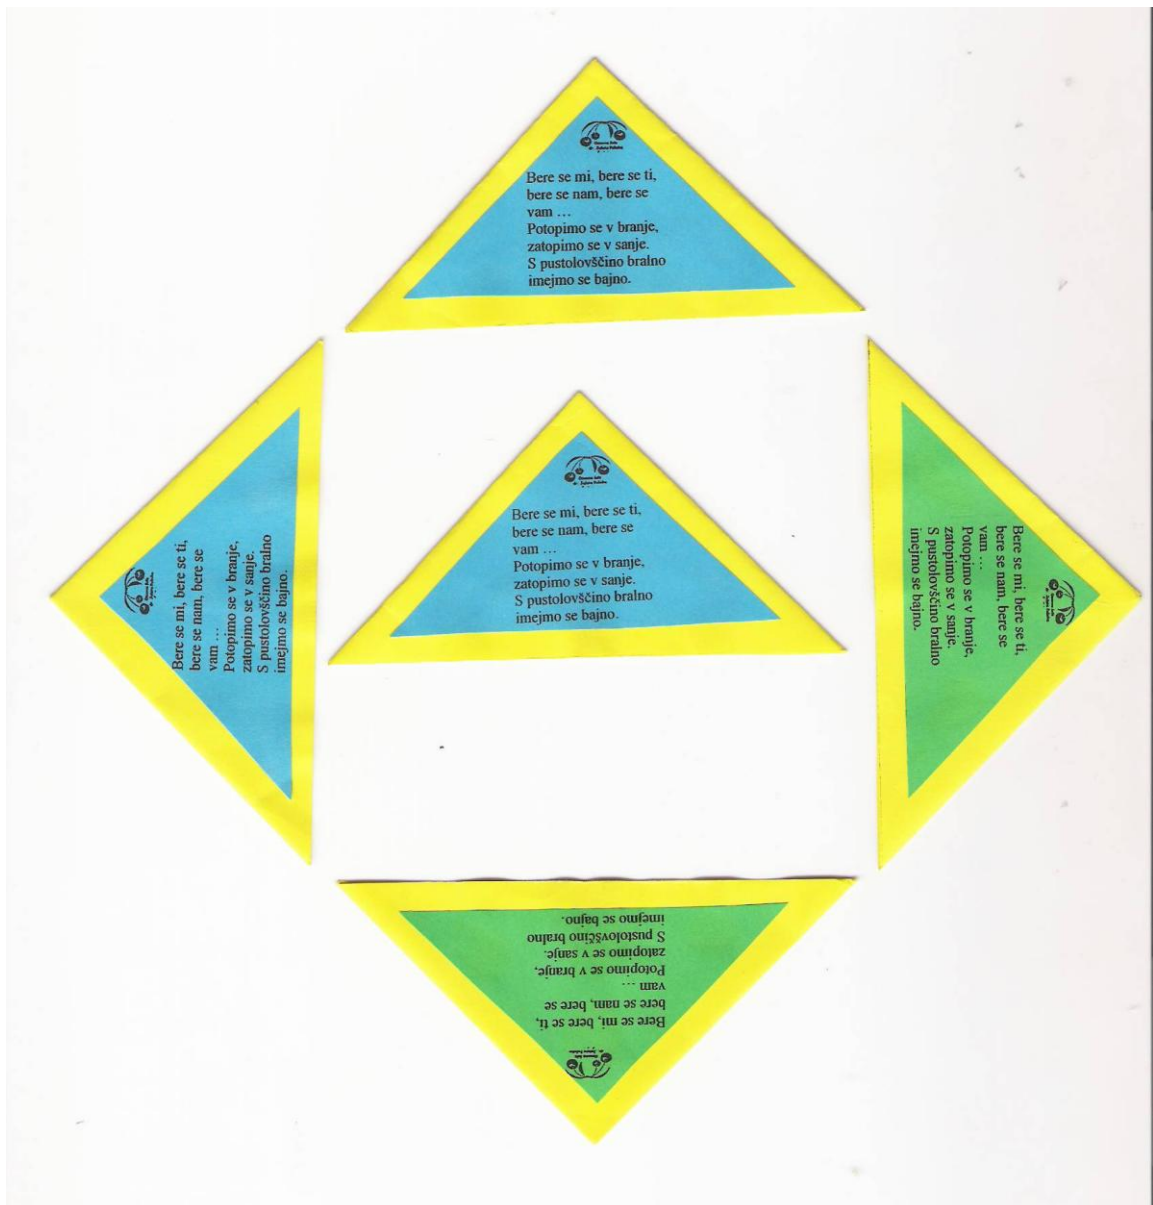 Bere se mi, bere se ti,
bere se nam, bere se
vam …
Potopimo se v branje,
zatopimo se v sanje.
S pustolovščino bralno
imejmo se bajno.
Bere se mi, bere se ti,
bere se nam, bere se
vam …
Potopimo se v branje,
zatopimo se v sanje.
S pustolovščino bralno
imejmo se bajno.
Bere se mi, bere se ti,
bere se nam, bere se
vam …
Potopimo se v branje,
zatopimo se v sanje.
S pustolovščino bralno
imejmo se bajno.
Bere se mi, bere se ti,
bere se nam, bere se
vam …
Potopimo se v branje,
zatopimo se v sanje.
S pustolovščino bralno
imejmo se bajno.
Bere se mi, bere se ti,
bere se nam, bere se
vam …
Potopimo se v branje,
zatopimo se v sanje.
S pustolovščino bralno
imejmo se bajno.